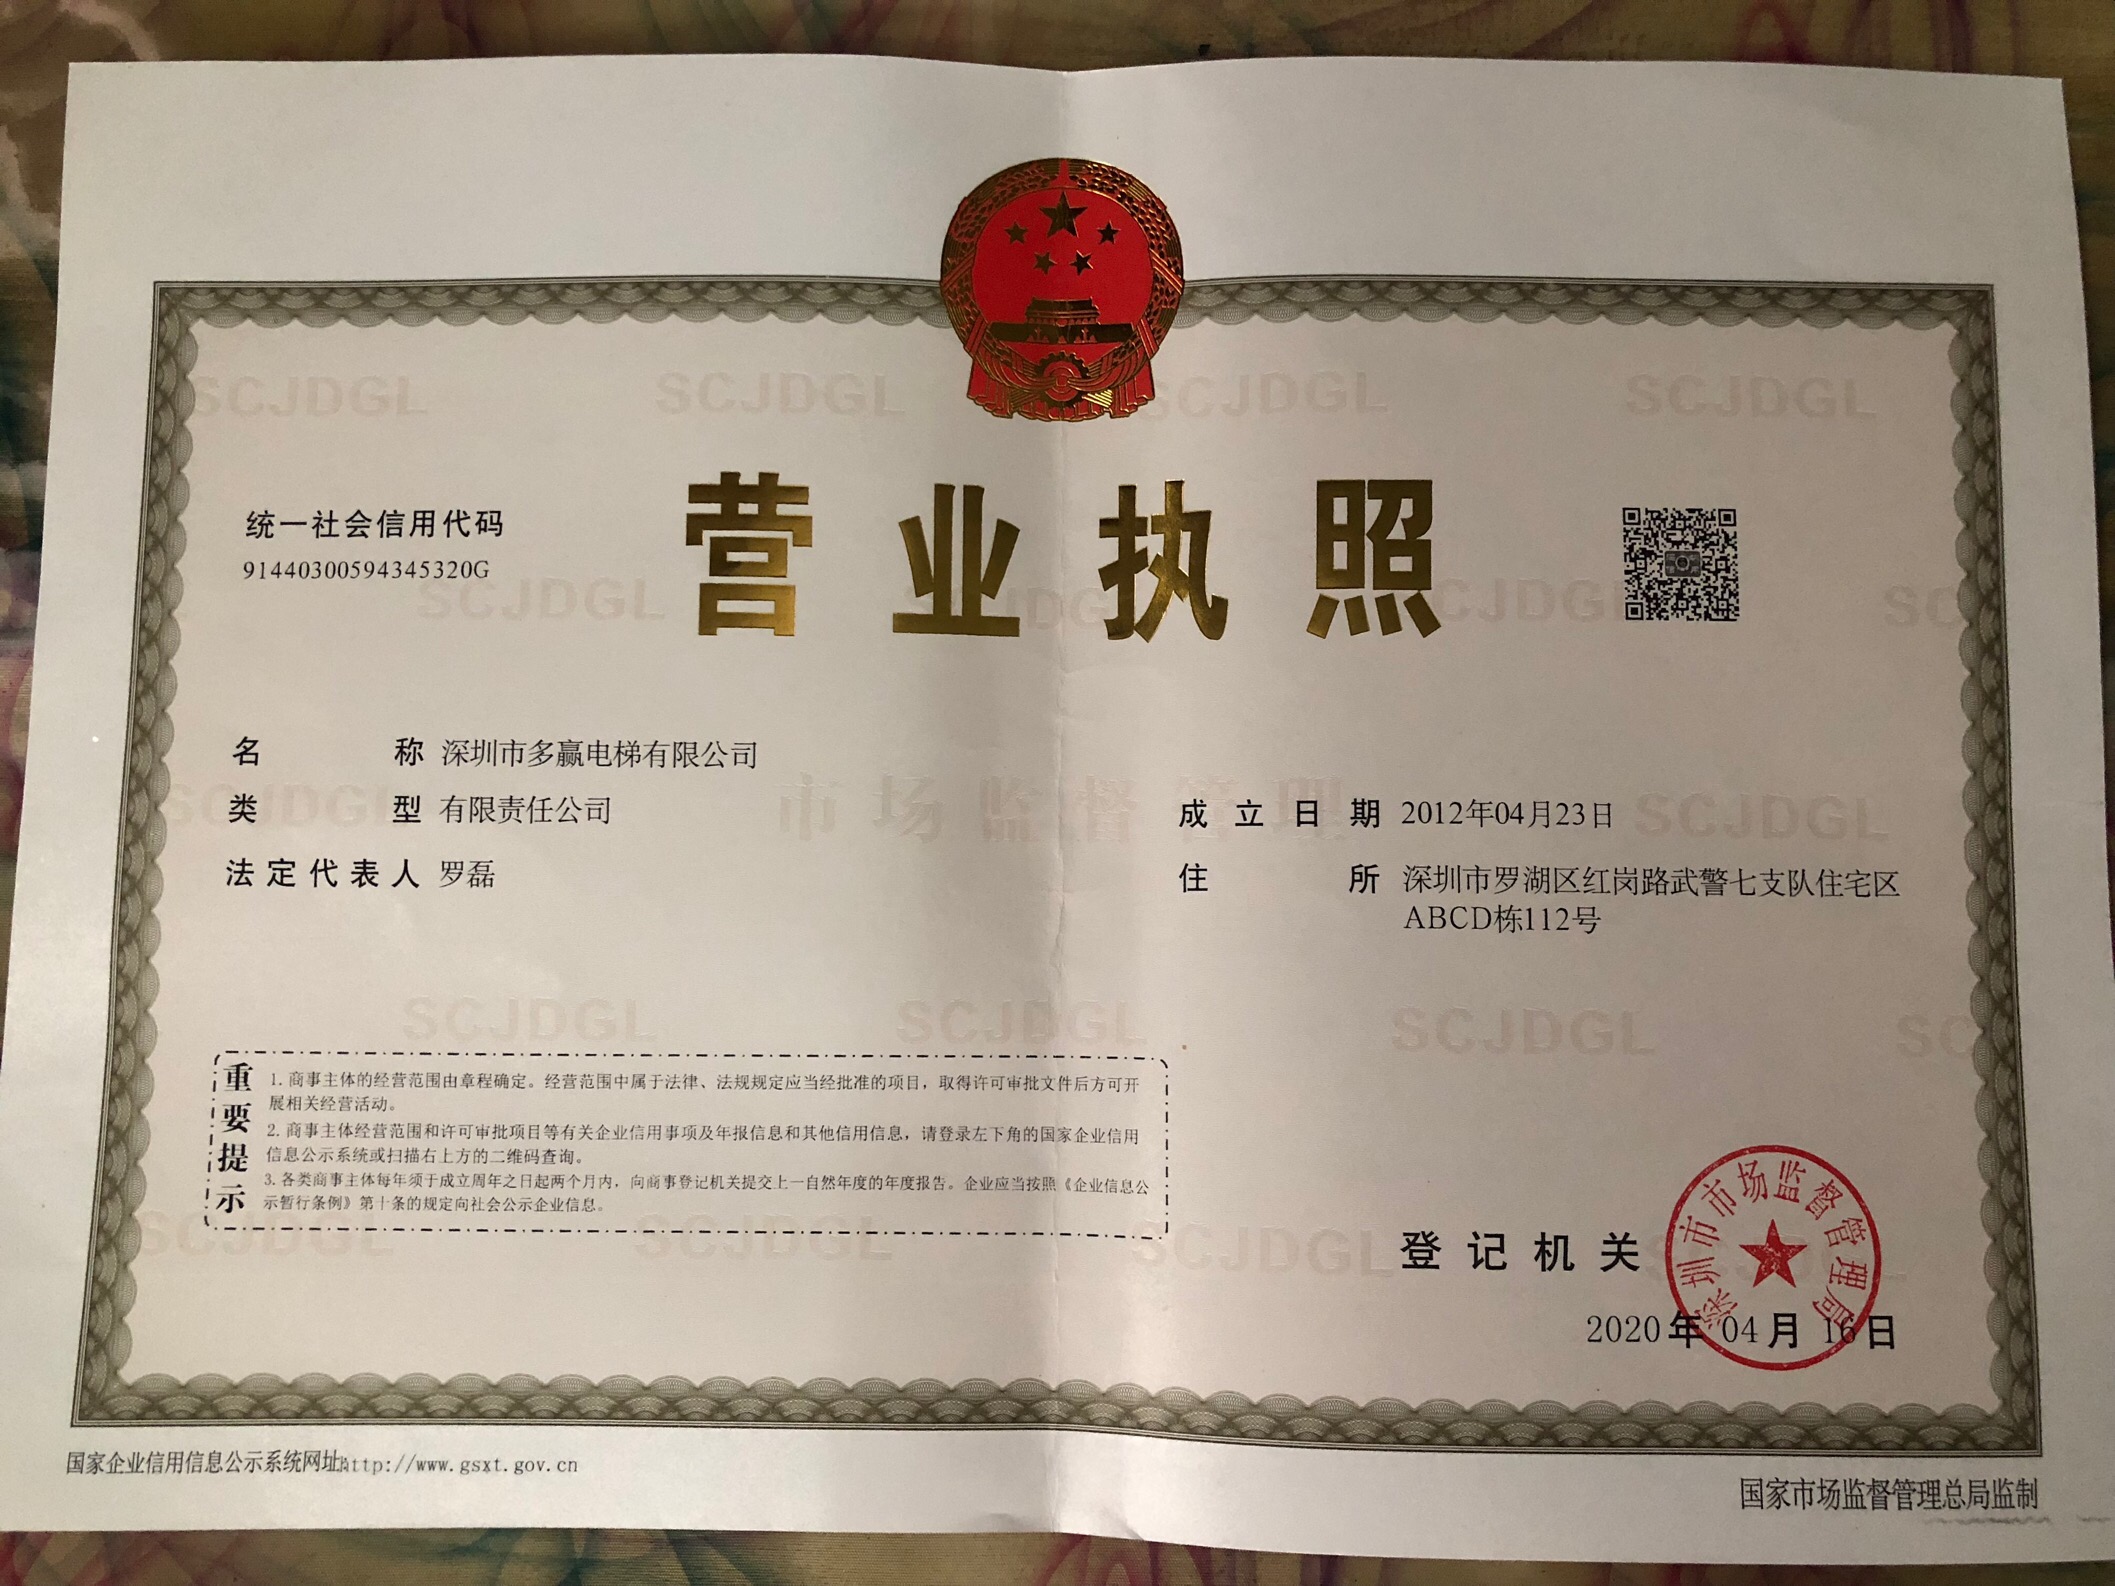 营业执照
统一社会信用代码
91440300594345320G
名称 深圳市多赢电梯有限公司
类型 有限责任公司
法定代表人 罗磊
成立日期 2012年04月23日
住所 深圳市罗湖区红岗路武警七支队住宅区
ABCD栋112号
重要提示
1. 商事主体的经营范围由章程确定。经营范围中属于法律、法规规定应当经批准的项目，取得许可审批文件后方可开
展相关经营活动。
2. 商事主体经营范围和许可审批项目等有关企业信用事项及年报信息和其他信用信息，请登录左下角的国家企业信用
信息公示系统或扫描右上方的二维码查询。
3. 各类商事主体每年须于成立周年之日起两个月内，向商事登记机关提交上一自然年度的年度报告。企业应当按照《企业信息公
示暂行条例》第十条的规定向社会公示企业信息。
登记机关
深圳市市场监督管理局
2020年04月16日
国家企业信用信息公示系统网址:http://www.gsxt.gov.cn
国家市场监督管理总局监制
SCJDGL
市场监督管理